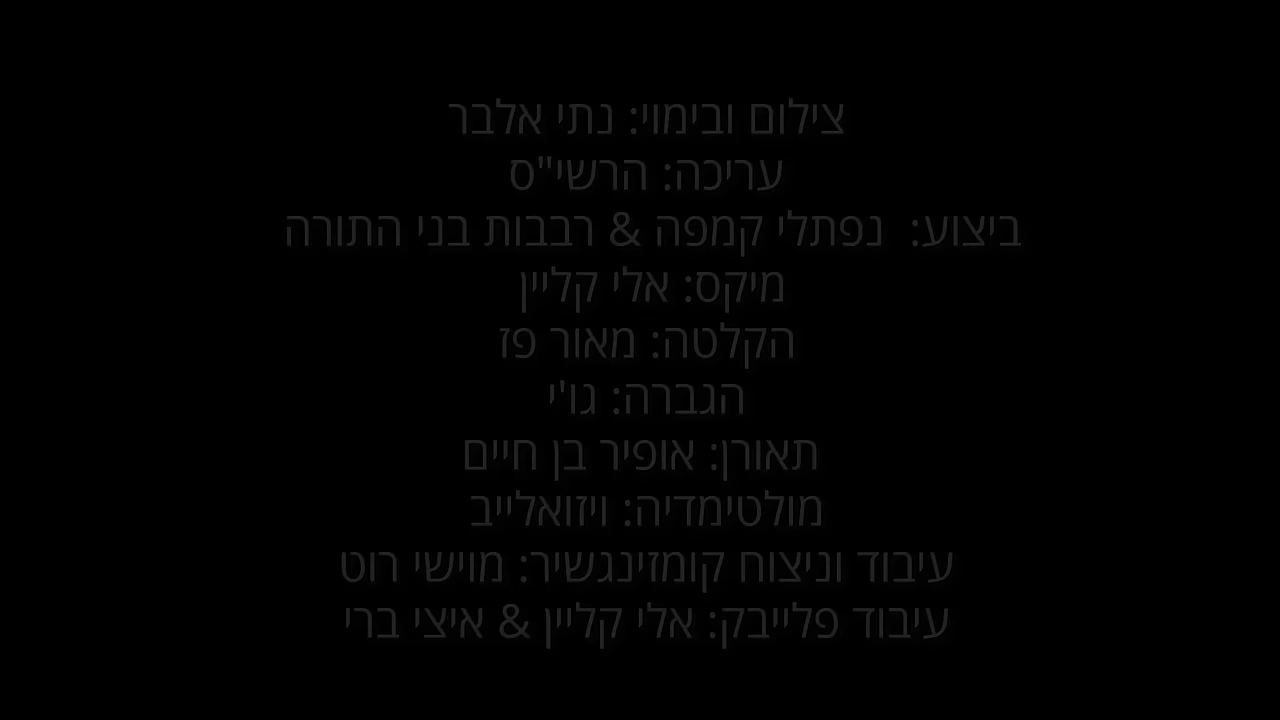 צילום ובימוי: נתי אלבר
עריכה: הרשי"ס
ביצוע:  נפתלי קמפה & רבבות בני התורה
מיקס: אלי קליין
הקלטה: מאור פז
הגברה: גו'י
תאורן: אופיר בן חיים
מולטימדיה: ויזואלייב
עיבוד וניצוח קומזינגשיר: מוישי רוט
עיבוד פלייבק: אלי קליין & איצי ברי